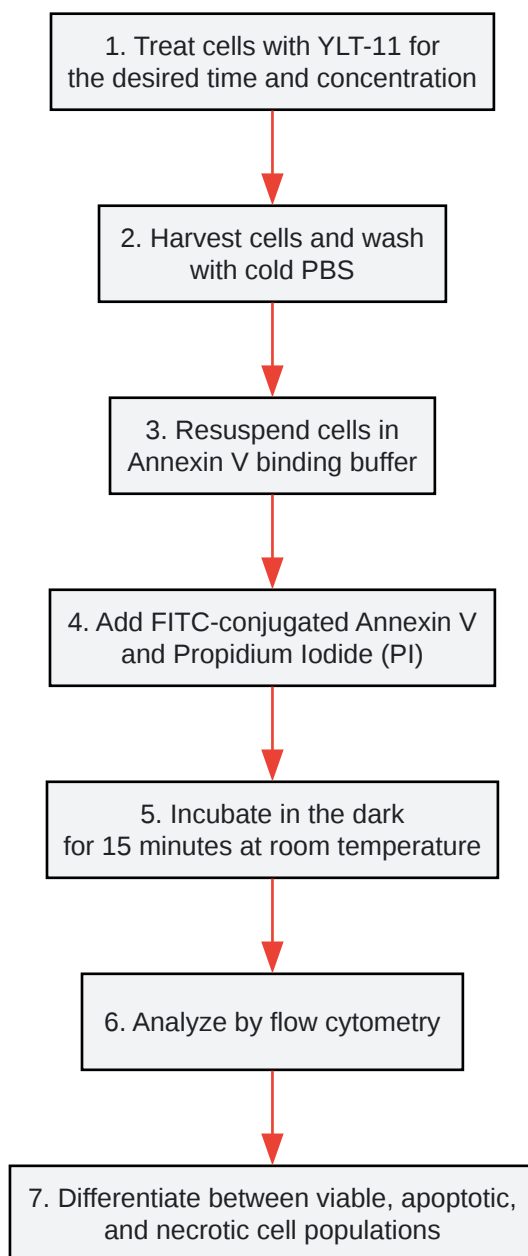 1. Treat cells with YLT-11 for
the desired time and concentration
2. Harvest cells and wash
with cold PBS
3. Resuspend cells in
Annexin V binding buffer
4. Add FITC-conjugated Annexin V
and Propidium Iodide (PI)
5. Incubate in the dark
for 15 minutes at room temperature
6. Analyze by flow cytometry
7. Differentiate between viable, apoptotic,
and necrotic cell populations